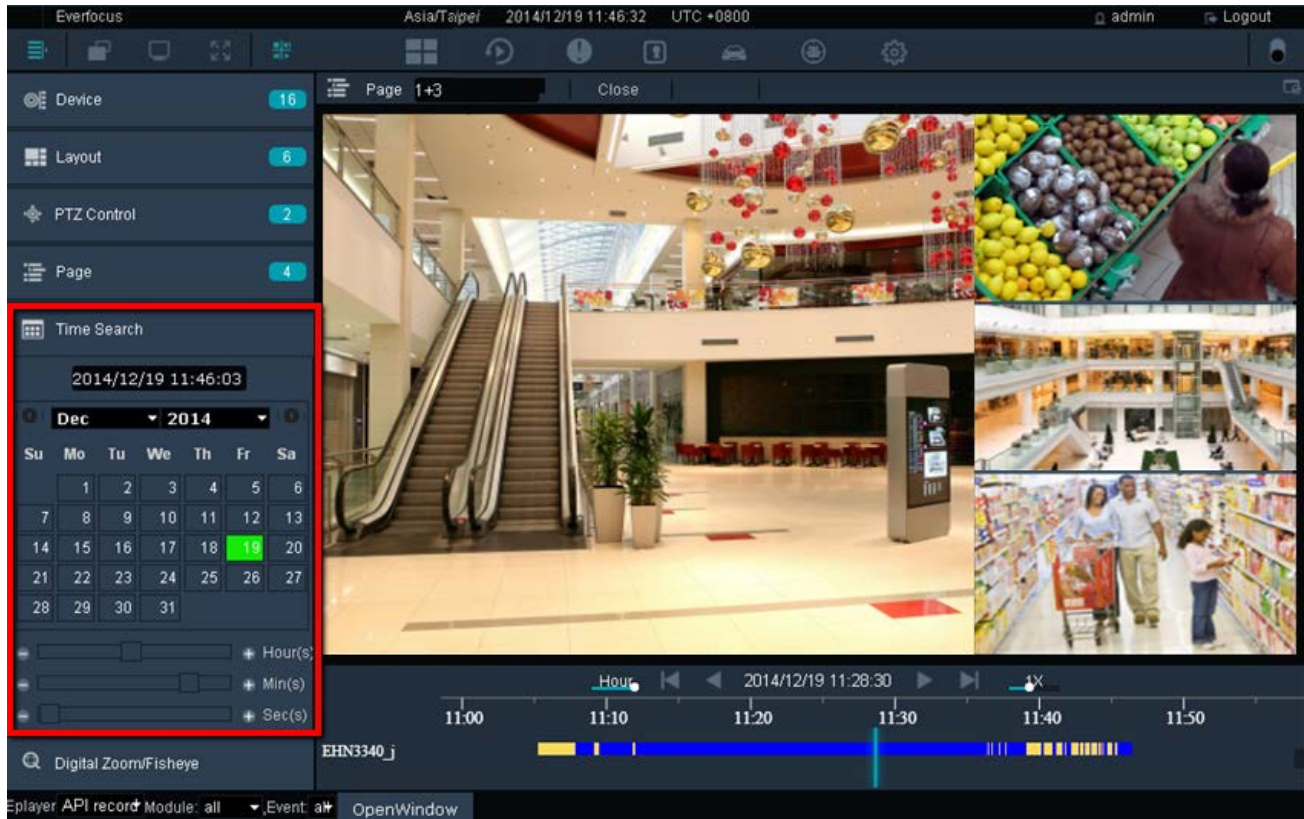 Everfocus Asia/Taipei 2014/12/19 11:46:32 UTC +0800 admin Logout
Device 16
Page 1+3 Close
Layout 6
PTZ Control 2
Page 4
Time Search
2014/12/19 11:46:03
Dec 2014
Su Mo Tu We Th Fr Sa
1 2 3 4 5 6
7 8 9 10 11 12 13
14 15 16 17 18 19 20
21 22 23 24 25 26 27
28 29 30 31
Hour(s)
Min(s)
Sec(s)
Hour 2014/12/19 11:28:30 1X
11:00 11:10 11:20 11:30 11:40 11:50
EHN3340_j
Digital Zoom/Fisheye
Eplayer API record Module: all ,Event: all OpenWindow